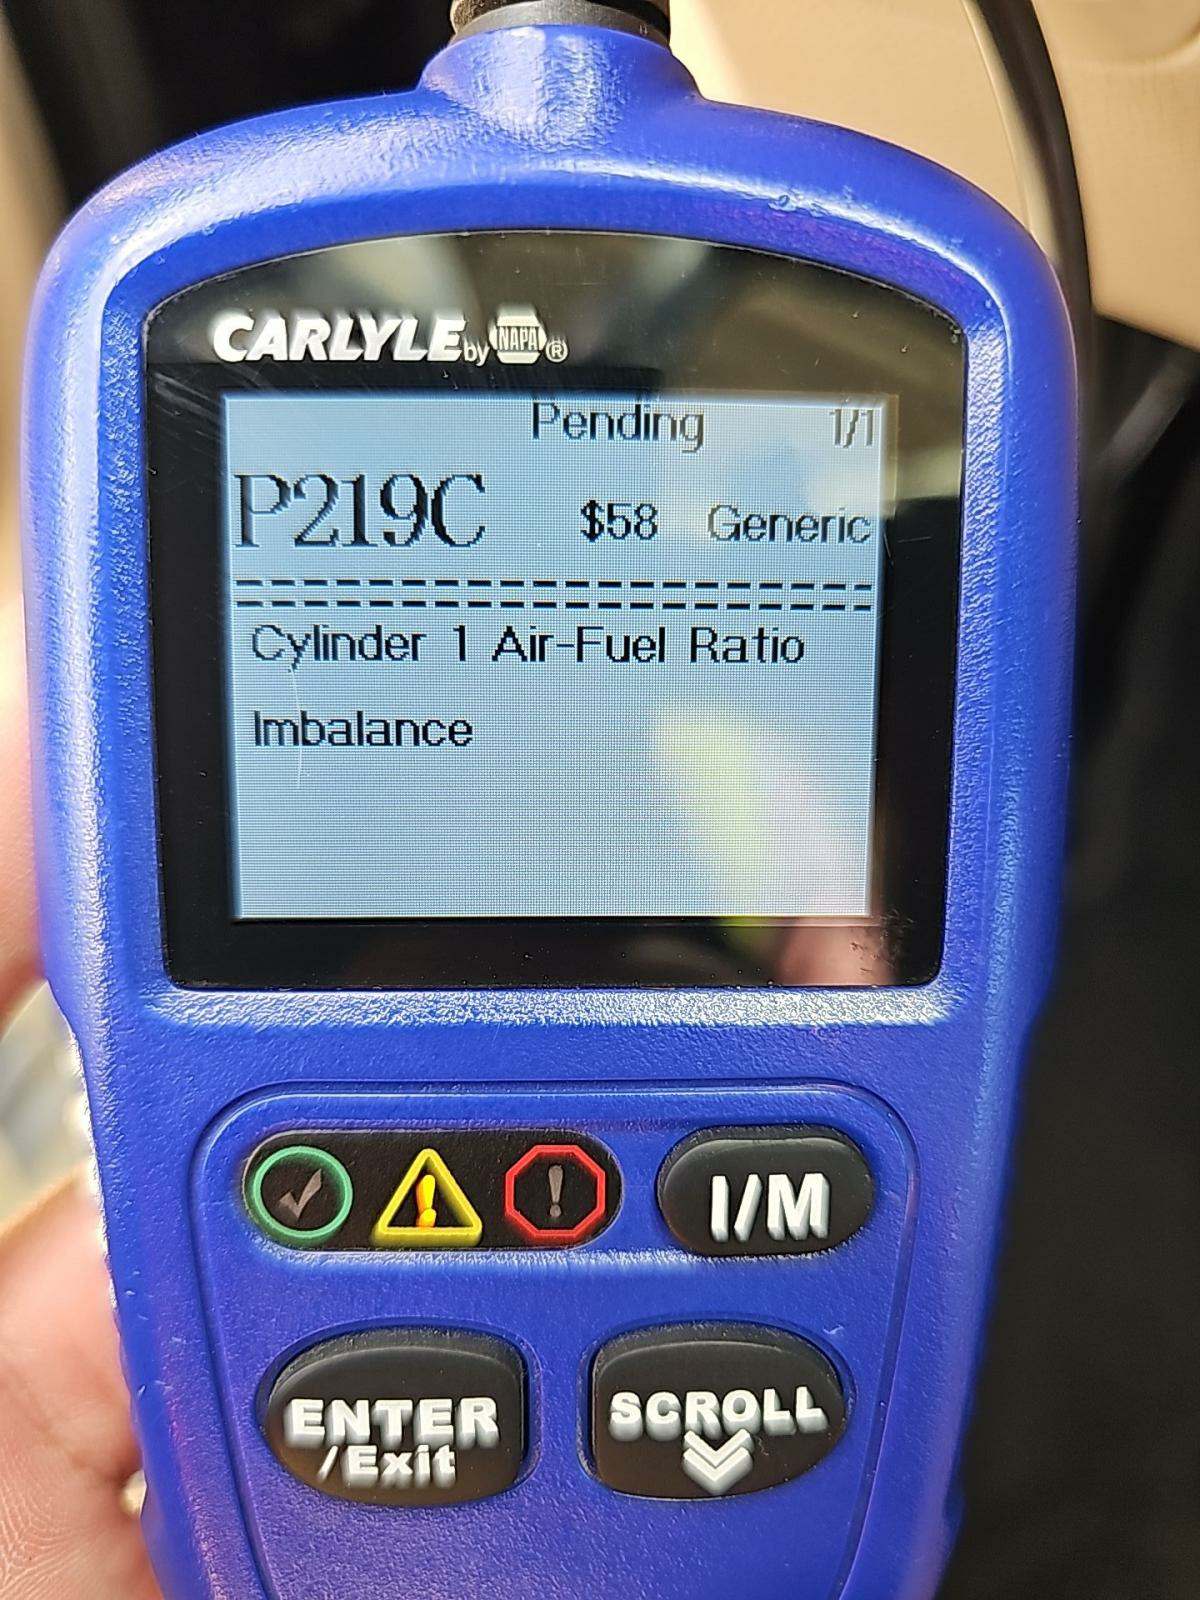 CARLYLE by NAPA ®
Pending 1/1
P219C $58 Generic
Cylinder 1 Air-Fuel Ratio
Imbalance
I/M
ENTER
/Exit
SCROLL